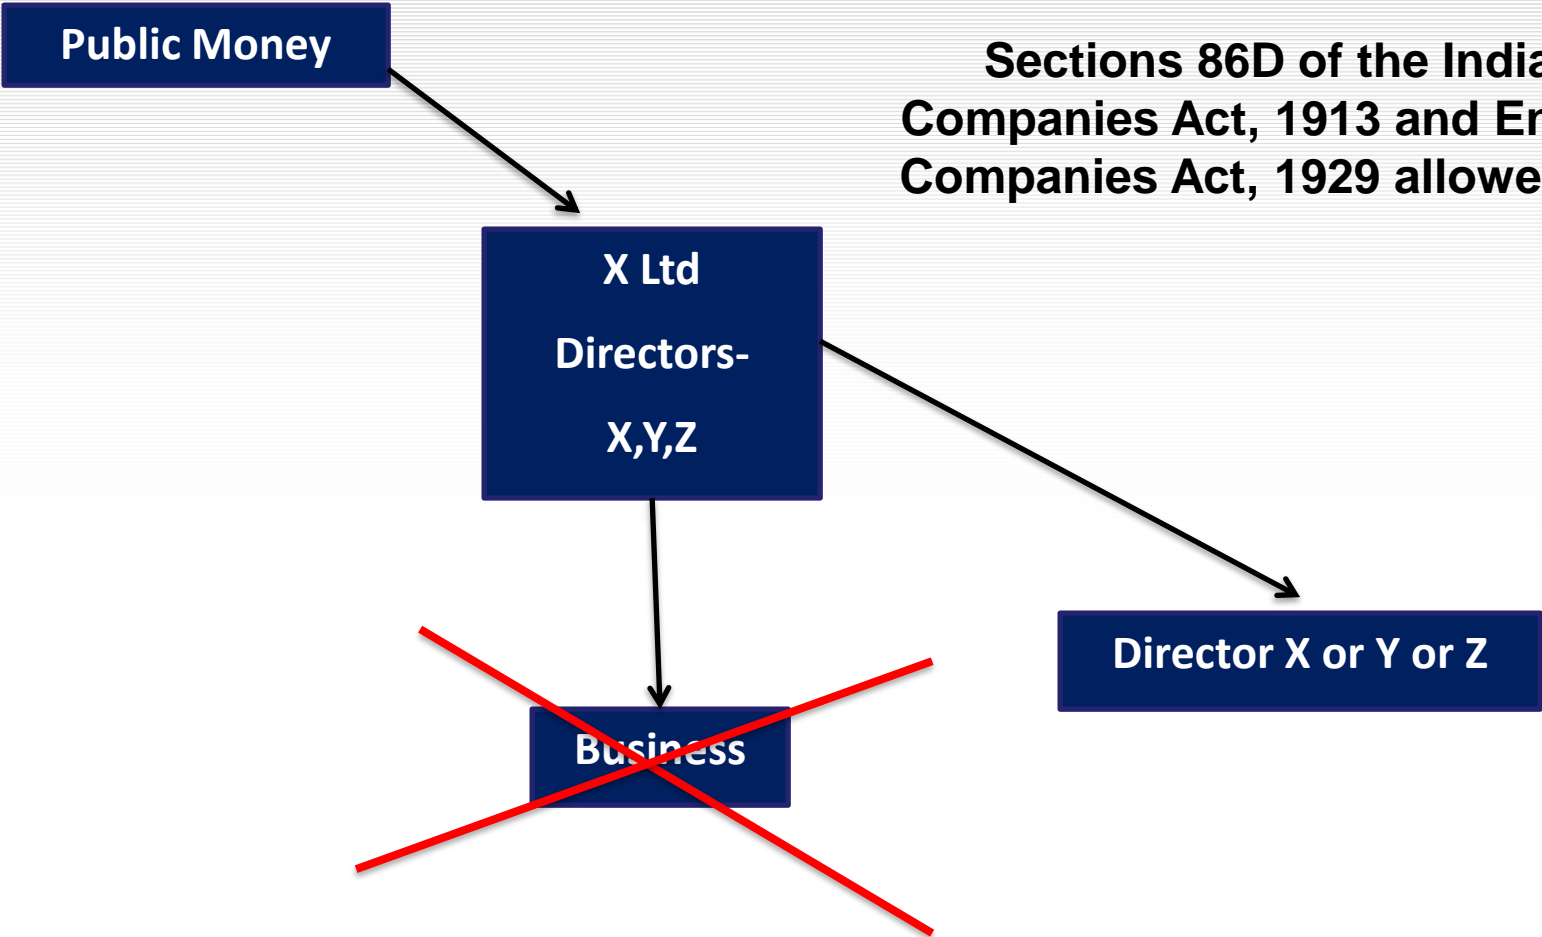 Public Money
Sections 86D of the India
Companies Act, 1913 and En
Companies Act, 1929 allowe
X Ltd
Directors-
X,Y,Z
Director X or Y or Z
Business